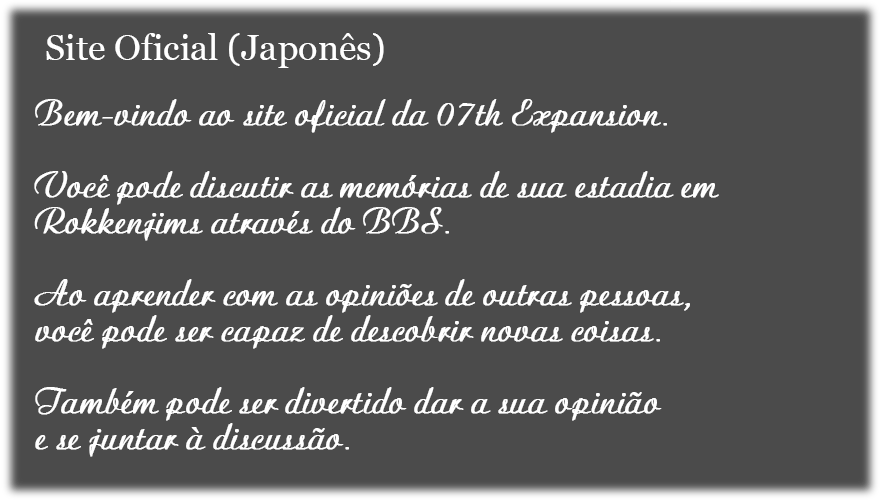 Site Oficial (Japonês)
Bem-vindo ao site oficial da 07th Expansion.
Você pode discutir as memórias de sua estadia em
Rokkenjims através do BBS.
Ao aprender com as opiniões de outras pessoas,
você pode ser capaz de descobrir novas coisas.
Também pode ser divertido dar a sua opinião
e se juntar à discussão.